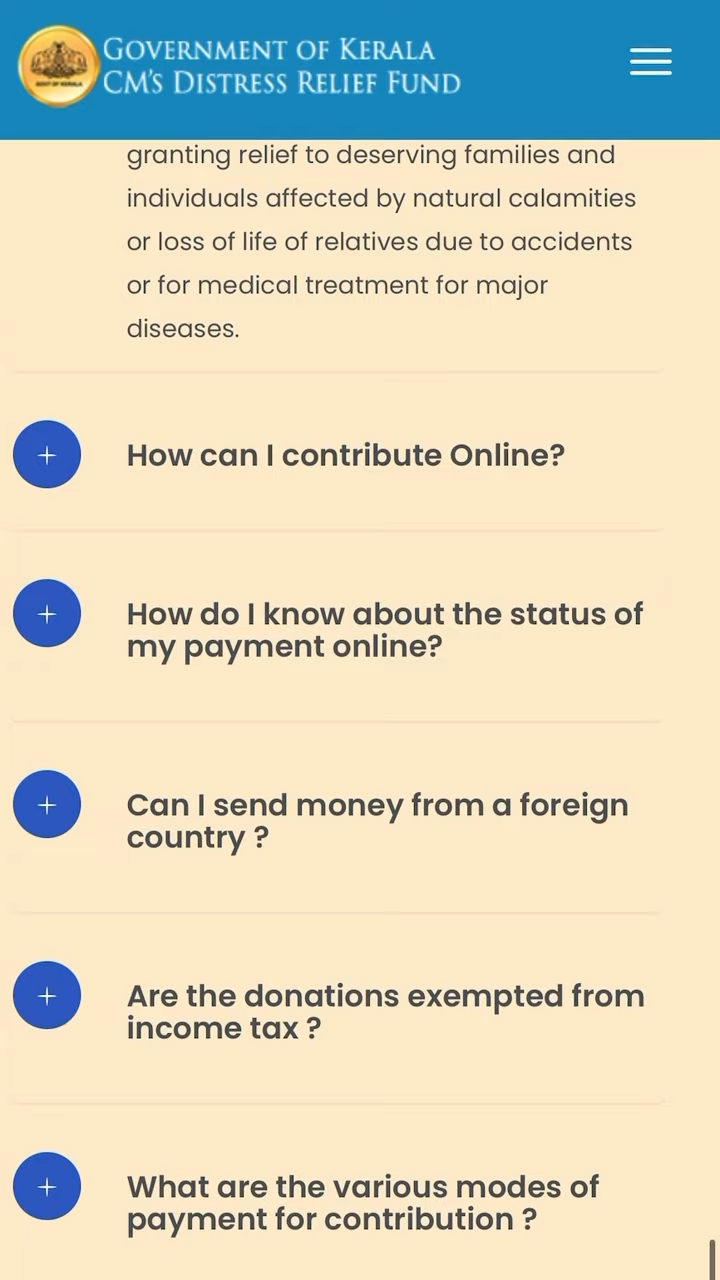 GOVERNMENT OF KERALA
CM'S DISTRESS RELIEF FUND
granting relief to deserving families and
individuals affected by natural calamities
or loss of life of relatives due to accidents
or for medical treatment for major
diseases.
How can I contribute Online?
How do I know about the status of
my payment online?
Can I send money from a foreign
country ?
Are the donations exempted from
income tax ?
What are the various modes of
payment for contribution ?